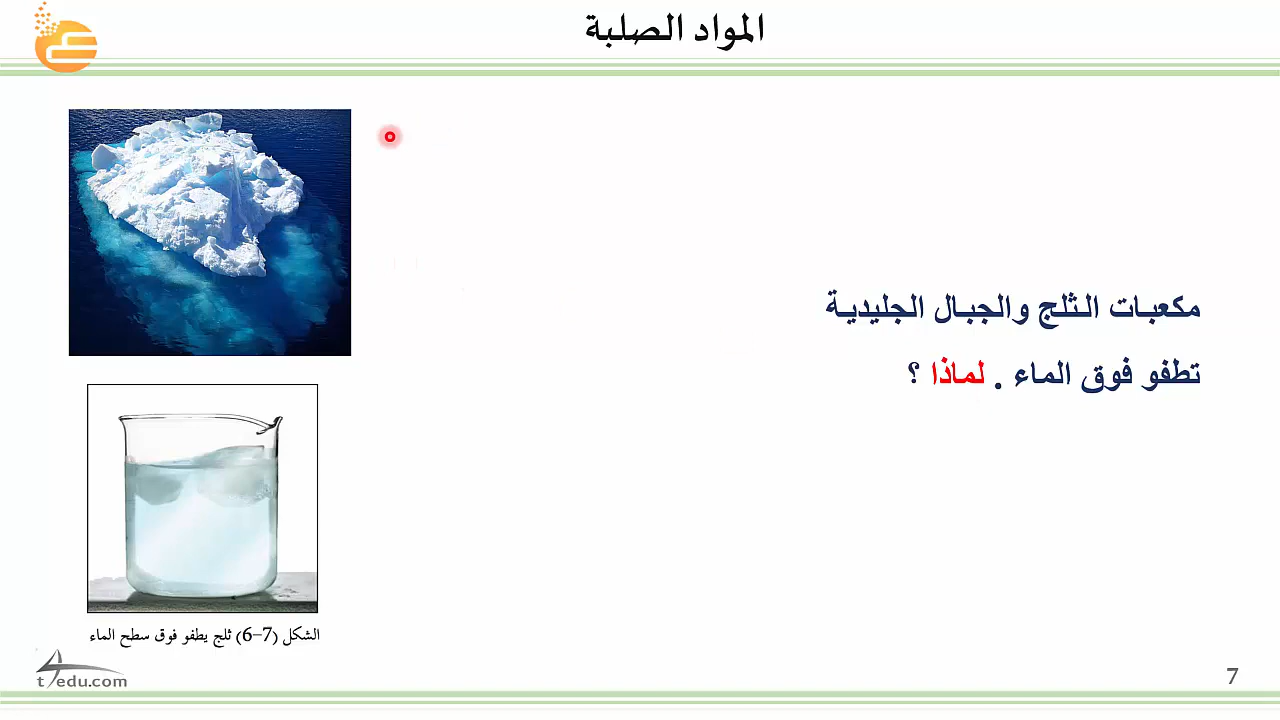 المواد الصلبة
مكعبات الثلج والجبال الجليدية
تطفو فوق الماء . لماذا ؟
الشكل (7-6) ثلج يطفو فوق سطح الماء
t4edu.com
7